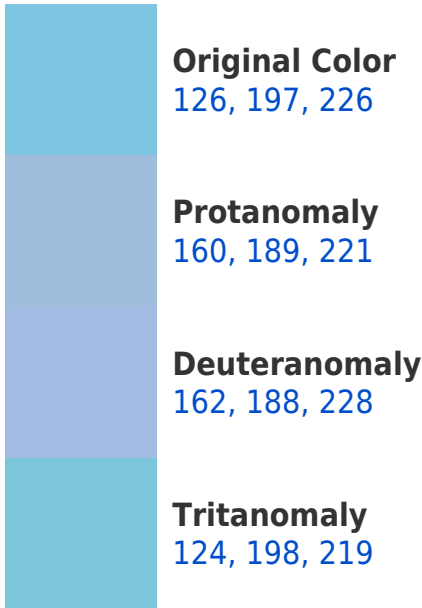 Original Color
126, 197, 226
Protanomaly
160, 189, 221
Deuteranomaly
162, 188, 228
Tritanomaly
124, 198, 219